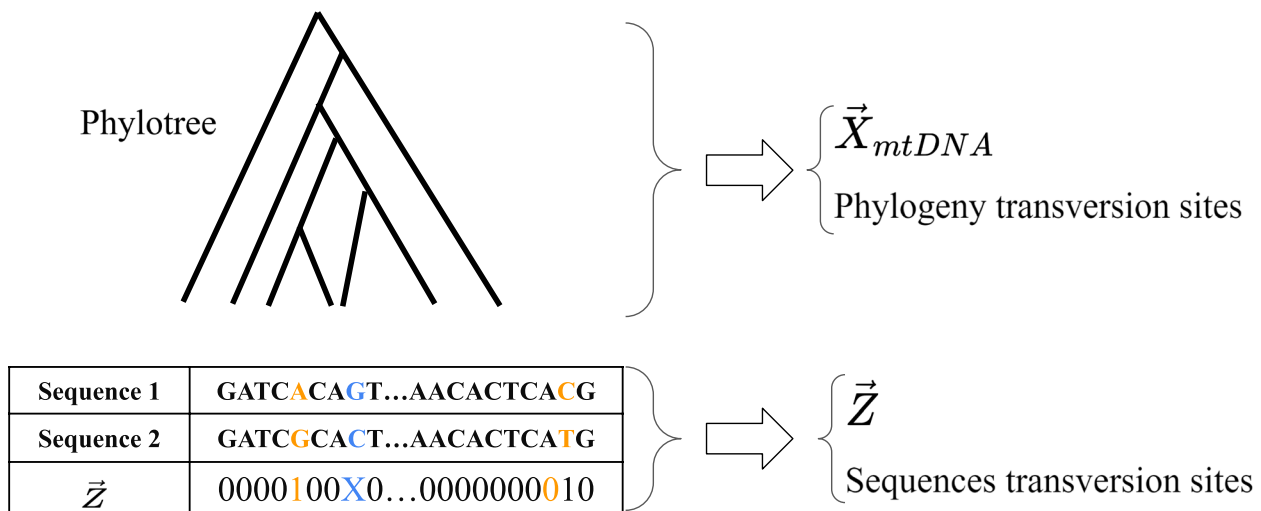 Phylotree
X⃗ mtDNA
Phylogeny transversion sites
Sequence 1 GATCACAGT…AACACTCACG
Sequence 2 GATCGCACT…AACACTCATG
Z⃗ 0000100X0…0000000010
Z⃗
Sequences transversion sites